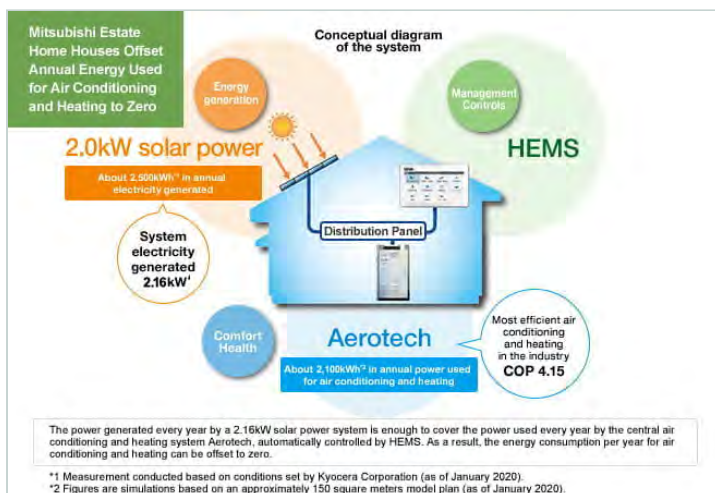 Mitsubishi Estate
Home Houses Offset
Annual Energy Used
for Air Conditioning
and Heating to Zero
Conceptual diagram
of the system
Energy
generation
Management
Controls
2.0kW solar power
HEMS
About 2,500kWh*1 in annual
electricity generated
System
electricity
generated
2.16kW
Distribution Panel
Comfort
Health
Aerotech
About 2,100kWh*2 in annual power used
for air conditioning and heating
Most efficient air
conditioning
and heating
in the industry
COP 4.15
The power generated every year by a 2.16kW solar power system is enough to cover the power used every year by the central air
conditioning and heating system Aerotech, automatically controlled by HEMS. As a result, the energy consumption per year for air
conditioning and heating can be offset to zero.
*1 Measurement conducted based on conditions set by Kyocera Corporation (as of January 2020).
*2 Figures are simulations based on an approximately 150 square meters model plan (as of January 2020).